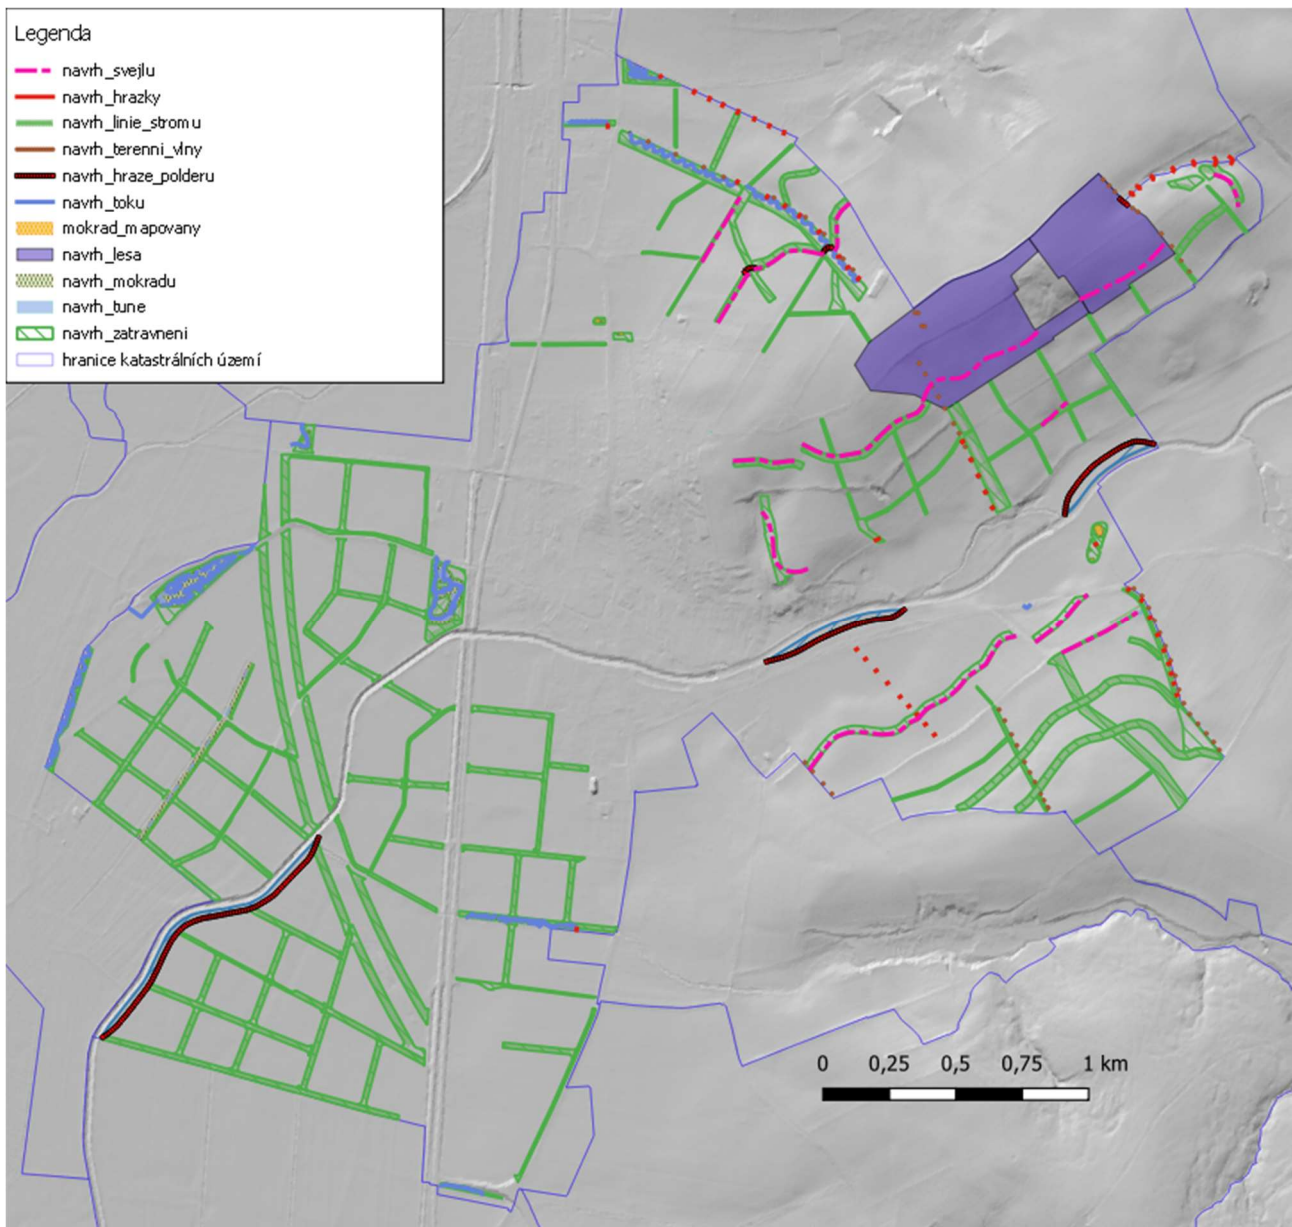 Legenda
navrh_svejlu
navrh_hrazky
navrh_linie_stromu
navrh_terenni_vlny
navrh_hraze_polderu
navrh_toku
mokrad_mapovany
navrh_lesa
navrh_mokradu
navrh_tune
navrh_zatravneni
hranice katastrálních území
0 0,25 0,5 0,75 1 km